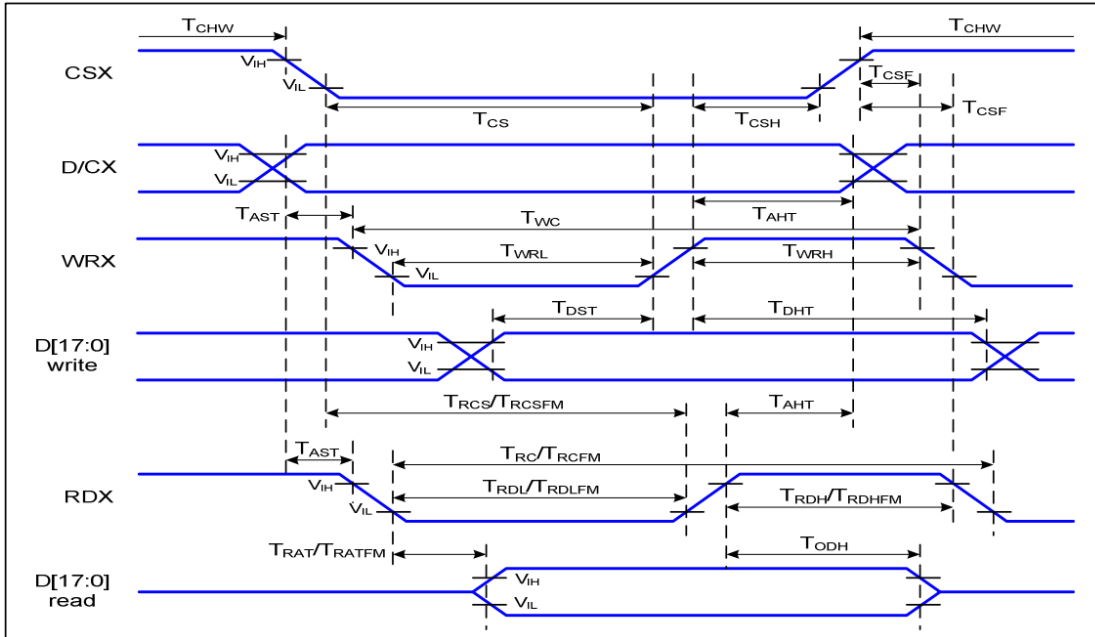 TCHW TCHW
CSX VIH TCSF
VIL TCSF
TCS TCSH
D/CX VIH
VIL
TAST TWC TAHT
WRX VIH TWRL TWRH
VIL
TDST TDHT
D[17:0] VIH
write VIL
TRCS/TRCSFM TAHT
TAST TRC/TRCFM
RDX VIH TRDL/TRDLFM TRDH/TRDHFM
VIL
TRAT/TRATFM TODH
D[17:0] VIH
read VIL